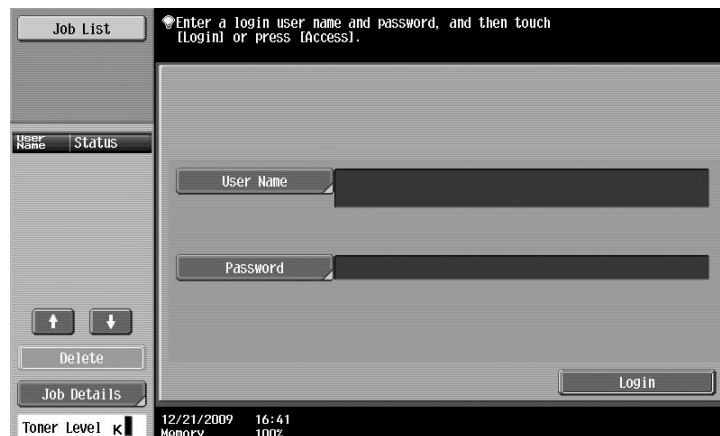 Job List
Enter a login user name and password, and then touch
[Login] or press [Access].
User Name
Status
User Name
Password
Delete
Job Details
Login
Toner Level K
12/21/2009 16:41
Memory 100%